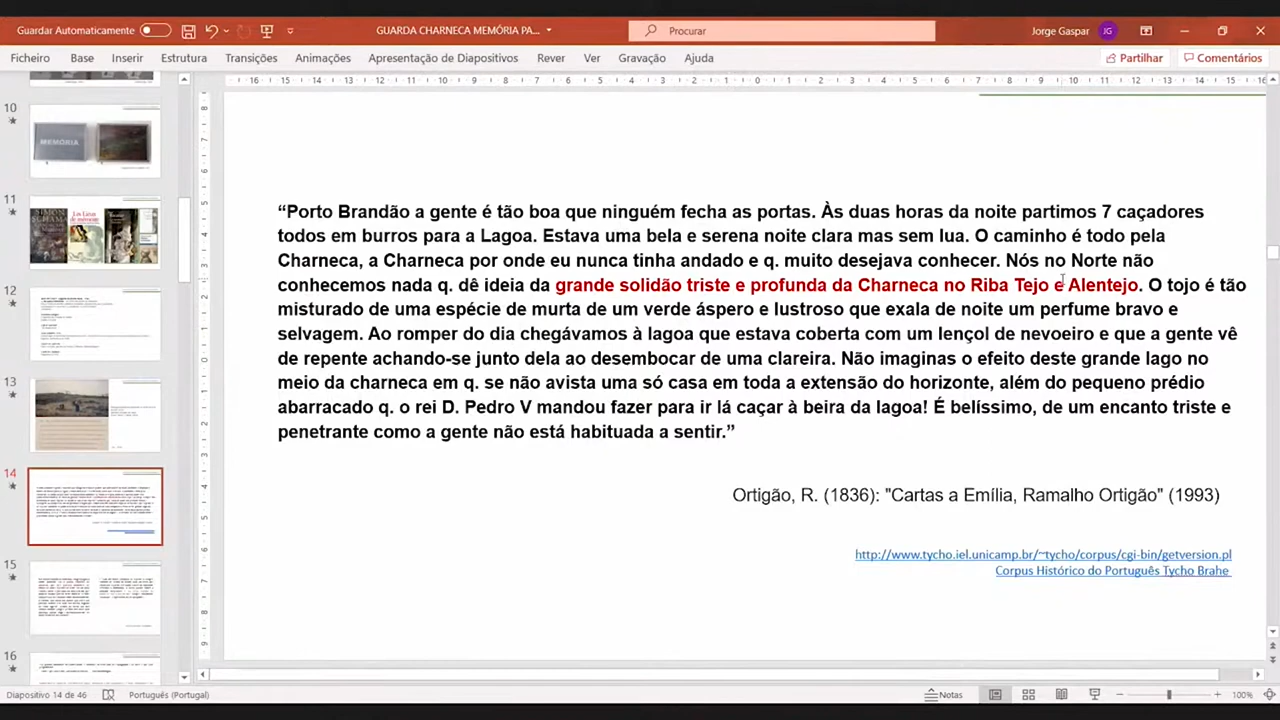 Guardar Automaticamente
GUARDA CHARNECA MEMÓRIA PA...
Procurar
Jorge Gaspar
JG
Ficheiro Base Inserir Estrutura Transições Animações Apresentação de Diapositivos Rever Ver Gravação Ajuda
Partilhar
Comentários
10
MEMÓRIA
11
SIMON SCHAMA
12
13
14
15
16
“Porto Brandão a gente é tão boa que ninguém fecha as portas. Às duas horas da noite partimos 7 caçadores
todos em burros para a Lagoa. Estava uma bela e serena noite clara mas sem lua. O caminho é todo pela
Charneca, a Charneca por onde eu nunca tinha andado e q. muito desejava conhecer. Nós no Norte não
conhecemos nada q. dê ideia da grande solidão triste e profunda da Charneca no Riba Tejo e Alentejo. O tojo é tão
misturado de uma espécie de murta de um verde áspero e lustroso que exala de noite um perfume bravo e
selvagem. Ao romper do dia chegávamos à lagoa que estava coberta com um lençol de nevoeiro e que a gente vê
de repente achando-se junto dela ao desembocar de uma clareira. Não imaginas o efeito deste grande lago no
meio da charneca em q. se não avista uma só casa em toda a extensão do horizonte, além do pequeno prédio
abarracado q. o rei D. Pedro V mandou fazer para ir lá caçar à beira da lagoa! É belíssimo, de um encanto triste e
penetrante como a gente não está habituada a sentir.”
Ortigão, R. (1836): "Cartas a Emília, Ramalho Ortigão" (1993)
http://www.tycho.iel.unicamp.br/~tycho/corpus/cgi-bin/getversion.pl
Corpus Histórico do Português Tycho Brahe
Diapositivo 14 de 46
Português (Portugal)
Notas
100%